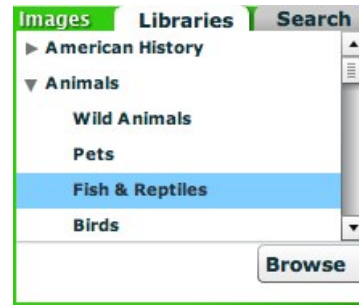 Images Libraries Search
American History
Animals
Wild Animals
Pets
Fish & Reptiles
Birds
Browse